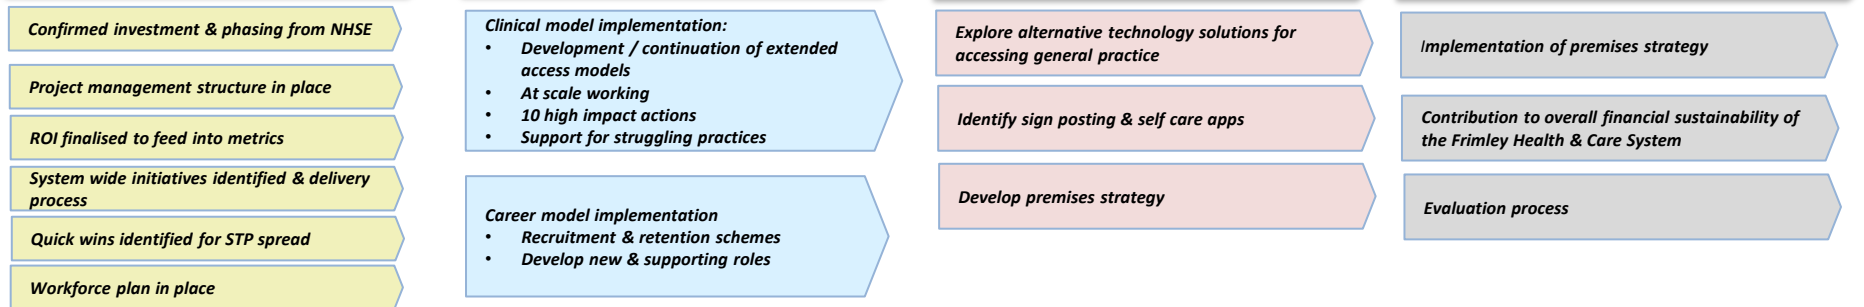 Confirmed investment & phasing from NHSE
Project management structure in place
ROI finalised to feed into metrics
System wide initiatives identified & delivery
process
Quick wins identified for STP spread
Workforce plan in place
Clinical model implementation:
• Development / continuation of extended
access models
• At scale working
• 10 high impact actions
• Support for struggling practices
Career model implementation
• Recruitment & retention schemes
• Develop new & supporting roles
Explore alternative technology solutions for
accessing general practice
Identify sign posting & self care apps
Develop premises strategy
Implementation of premises strategy
Contribution to overall financial sustainability of
the Frimley Health & Care System
Evaluation process